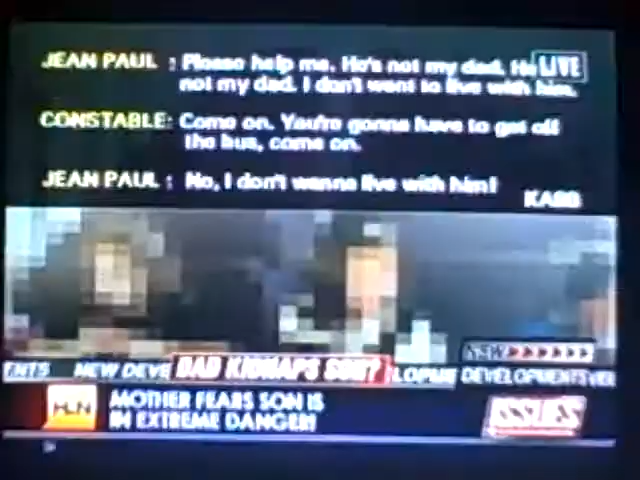 JEAN PAUL : Please help me. He's not my dad. He
LIVE
not my dad. I don't want to live with him.
CONSTABLE: Come on. You're gonna have to get off
the bus, come on.
JEAN PAUL : No, I don't wanna live with him!
KABB
NEW
ENTS NEW DEVE DAD KIDNAPS SON? LOPME DEVELOPMENTS
HLN
MOTHER FEARS SON IS
IN EXTREME DANGER!
ISSUES